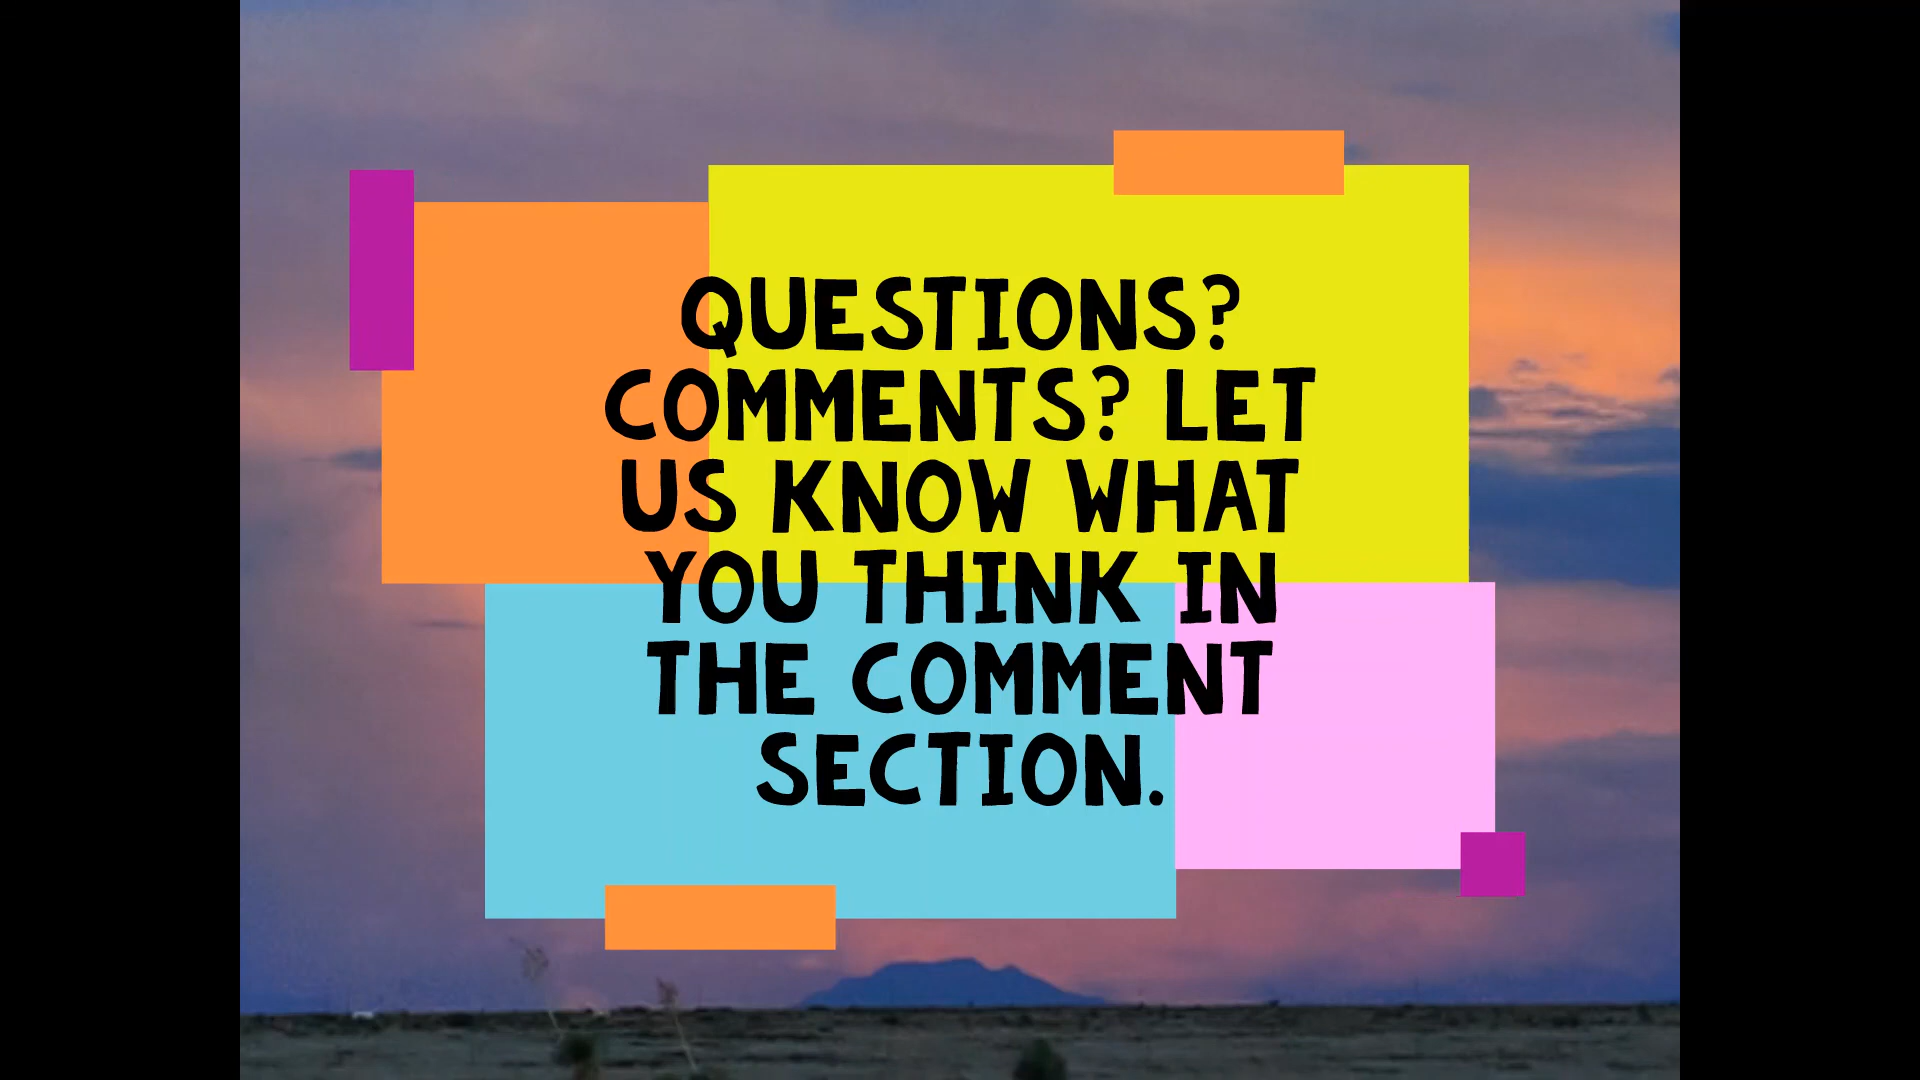 QUESTIONS?
COMMENTS? LET
US KNOW WHAT
YOU THINK IN
THE COMMENT
SECTION.